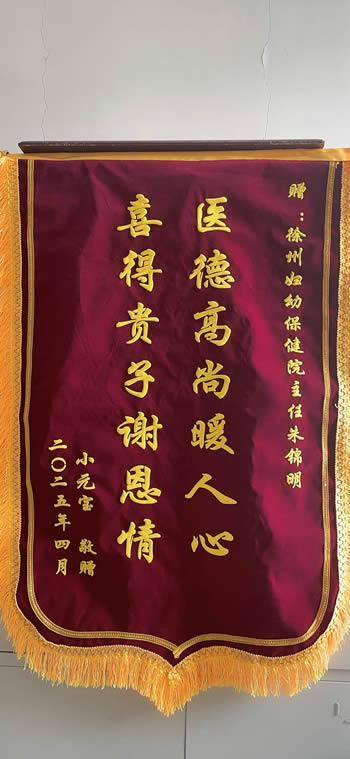 赠：徐州妇幼保健院主任朱锦明
医德高尚暖人心
喜得贵子谢恩情
小元宝 敬赠
二〇二五年四月